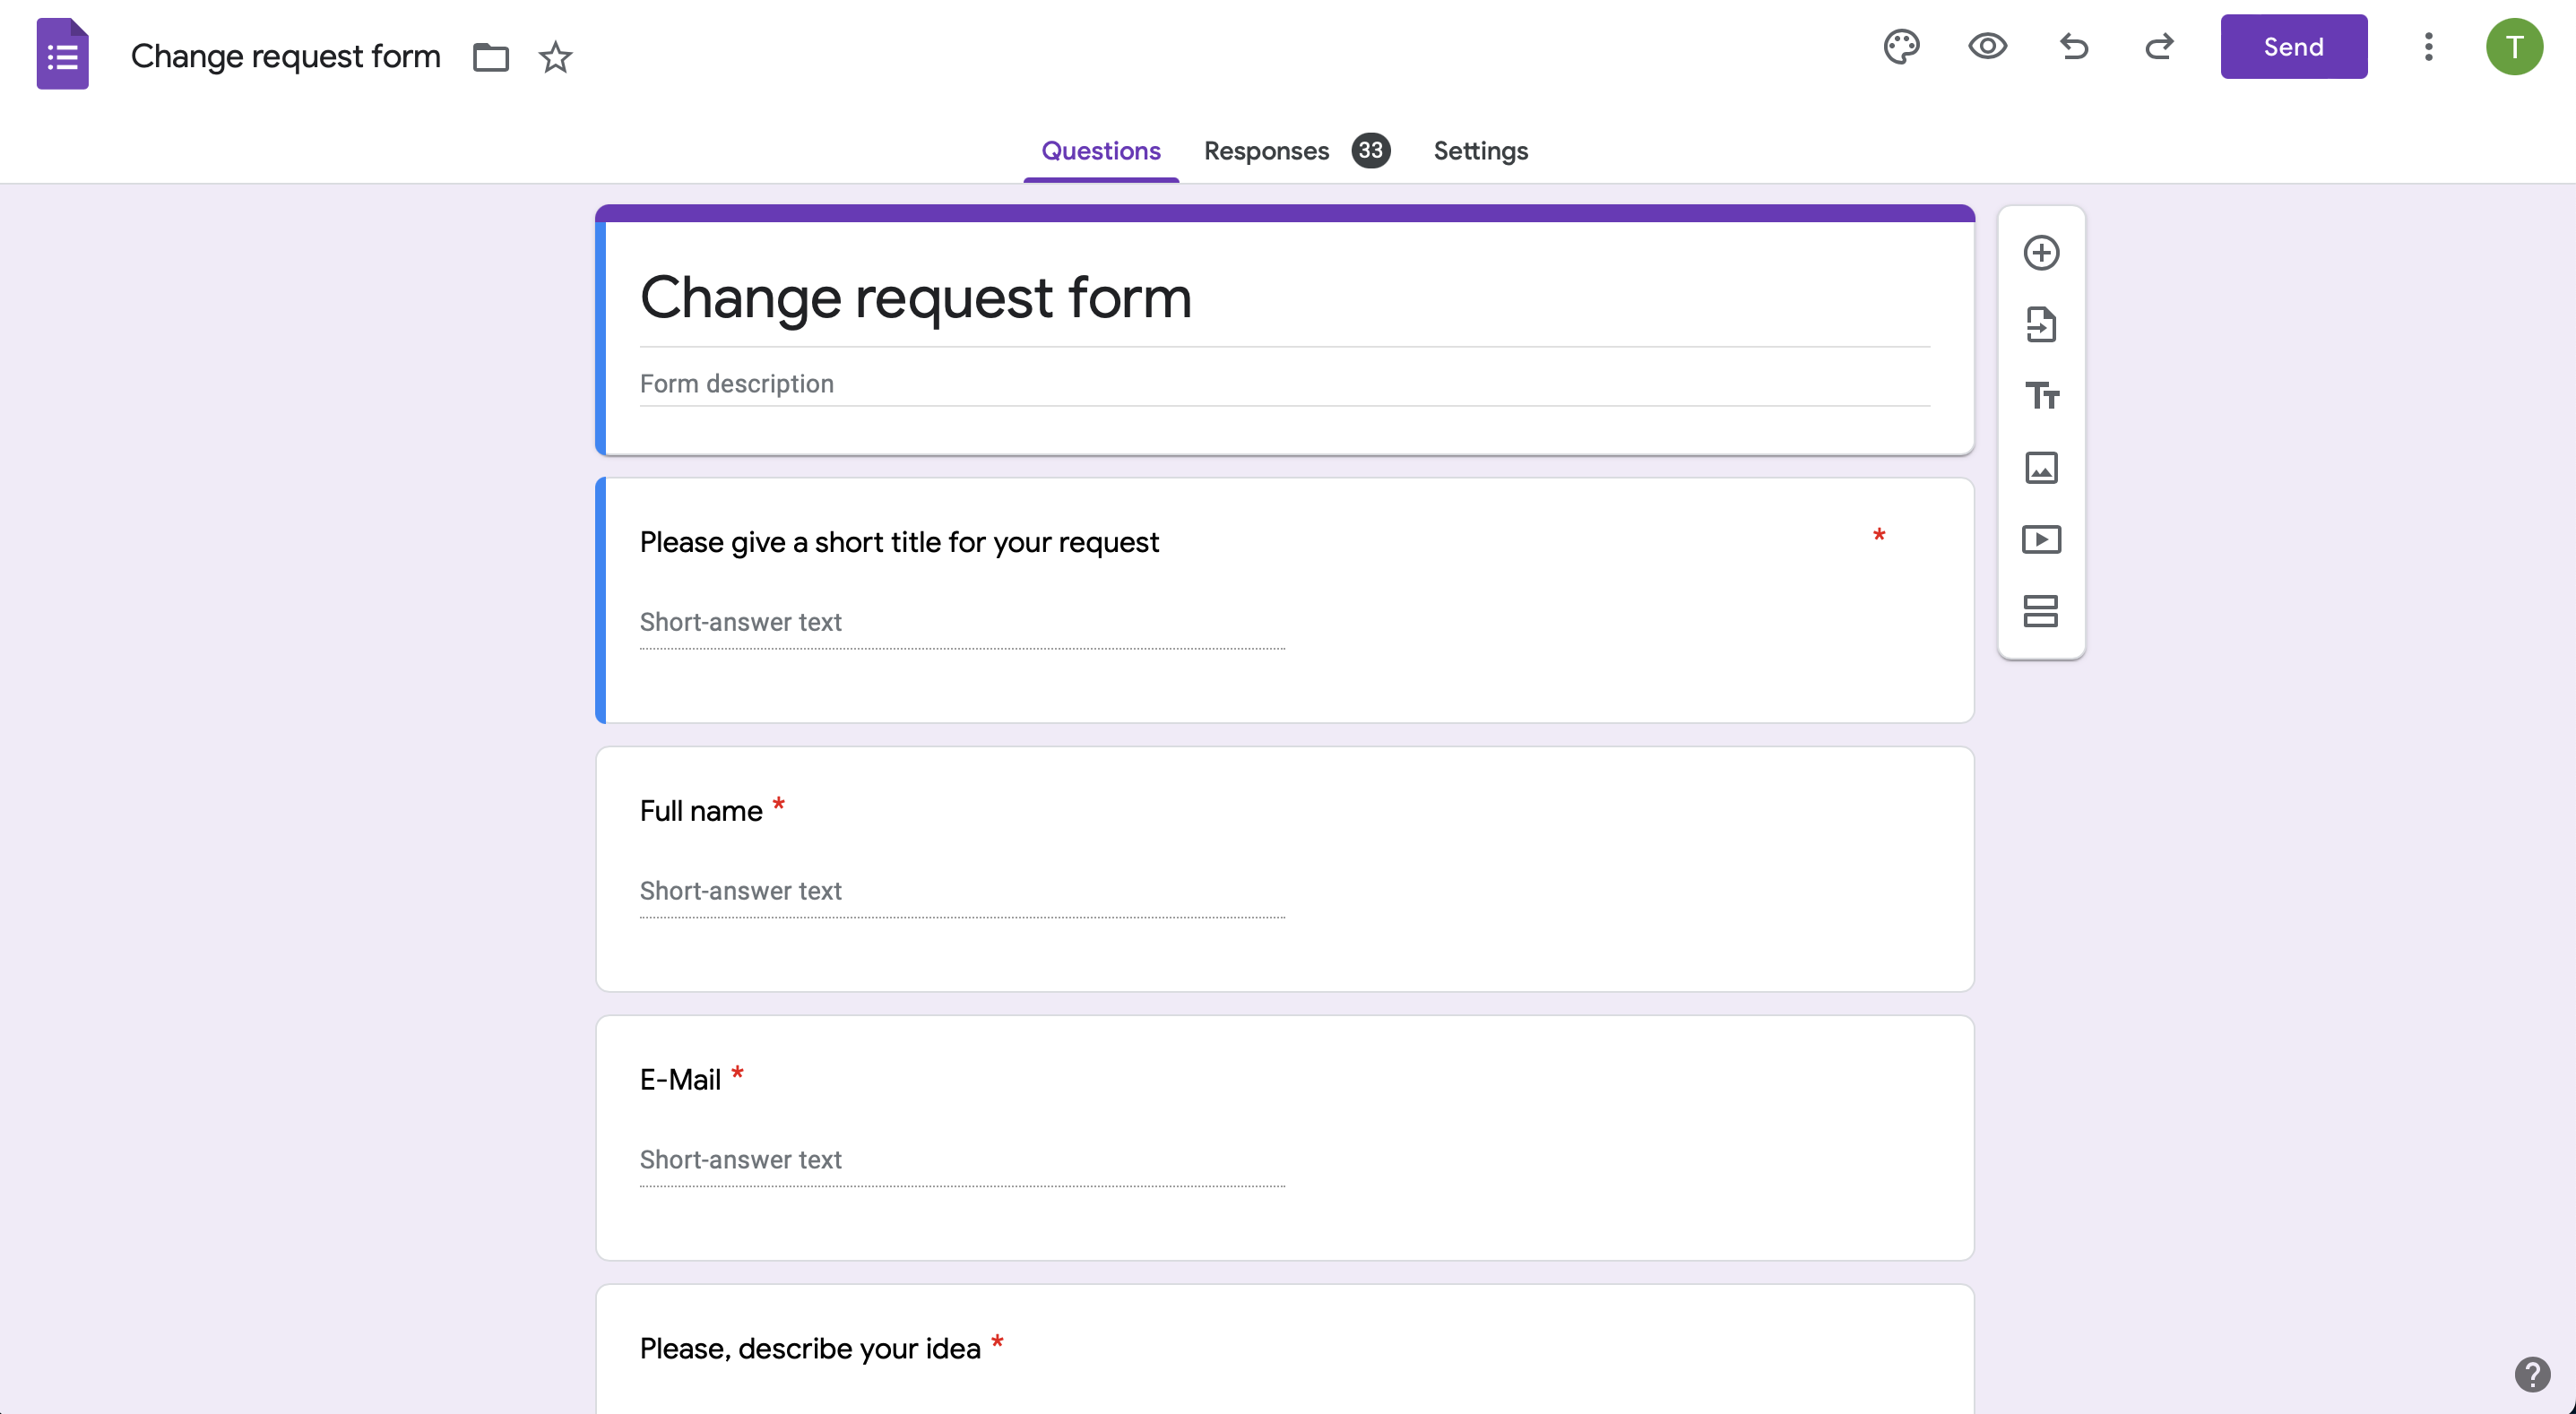 Change request form
Send
T
Questions
Responses 33
Settings
Change request form
Form description
Please give a short title for your request *
Short-answer text
Full name *
Short-answer text
E-Mail *
Short-answer text
Please, describe your idea *